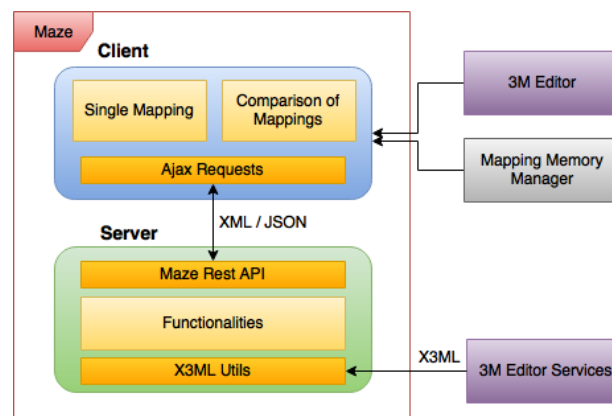 Maze
Client
Single Mapping
Comparison of
Mappings
Ajax Requests
3M Editor
Mapping Memory
Manager
XML / JSON
Server
Maze Rest API
Functionalities
X3ML Utils
X3ML
3M Editor Services